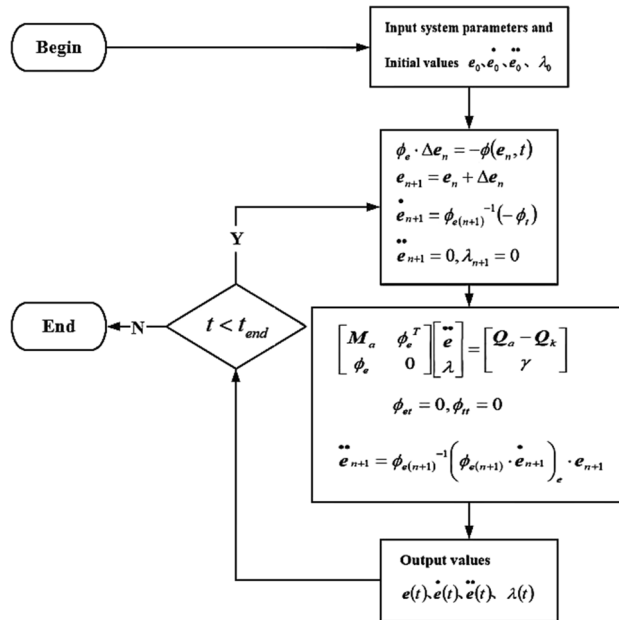 Begin
Input system parameters and
Initial values e₀、ė₀、ë₀、 λ₀
ϕₑ · Δeₙ = −ϕ(eₙ, t)
eₙ₊₁ = eₙ + Δeₙ
ėₙ₊₁ = ϕₑ₍ₙ₊₁₎⁻¹(−ϕₜ)
ëₙ₊₁ = 0, λₙ₊₁ = 0
Y
End
N
t < t_end
[Mₐ ϕₑᵀ; ϕₑ 0][ë; λ] = [Qₐ − Qₖ; γ]
ϕₑₜ = 0, ϕₜₜ = 0
ëₙ₊₁ = ϕₑ₍ₙ₊₁₎⁻¹(ϕₑ₍ₙ₊₁₎ · ėₙ₊₁)ₑ · eₙ₊₁
Output values
e(t)、ė(t)、ë(t)、 λ(t)